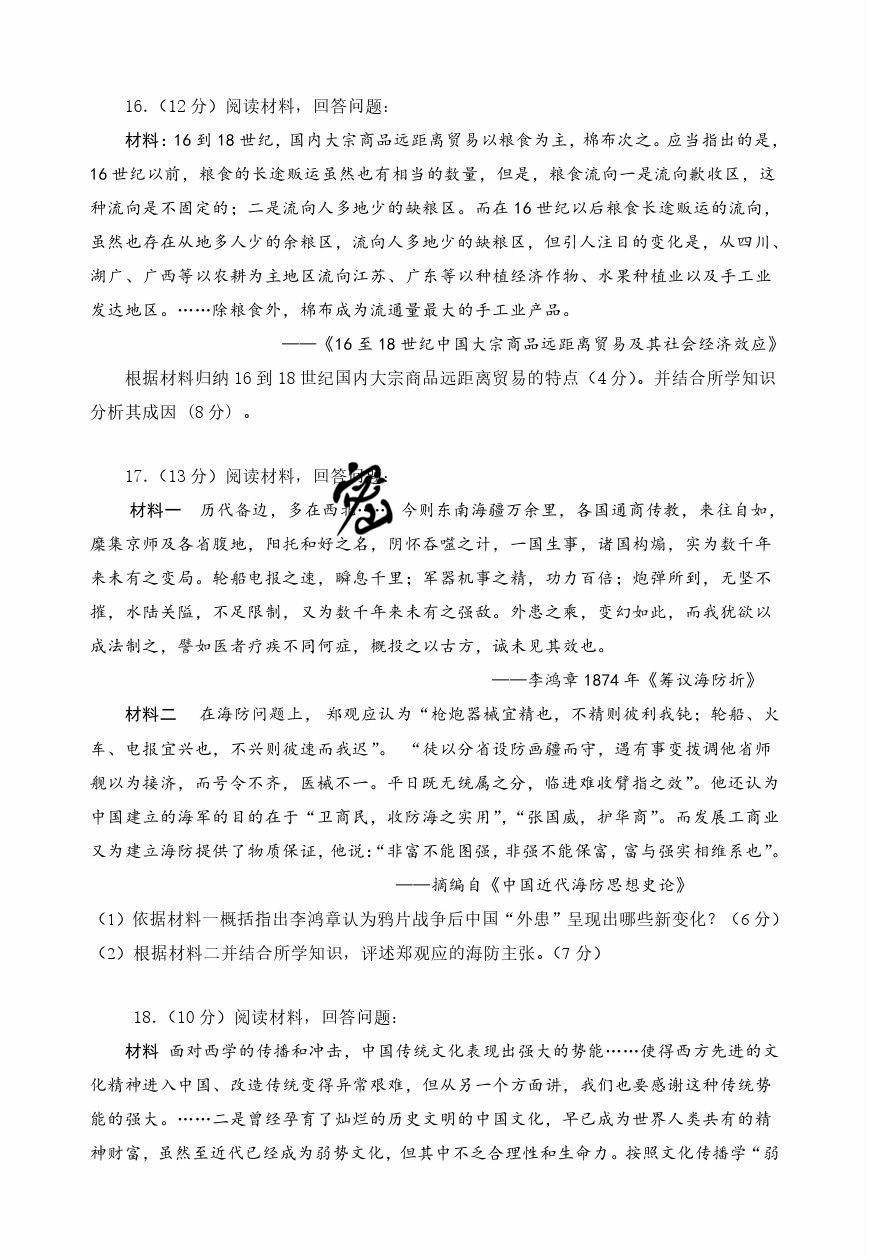 16.（12 分）阅读材料，回答问题：
材料：16 到 18 世纪，国内大宗商品远距离贸易以粮食为主，棉布次之。应当指出的是，
16 世纪以前，粮食的长途贩运虽然也有相当的数量，但是，粮食流向一是流向歉收区，这
种流向是不固定的；二是流向人多地少的缺粮区。而在 16 世纪以后粮食长途贩运的流向，
虽然也存在从地多人少的余粮区，流向人多地少的缺粮区，但引人注目的变化是，从四川、
湖广、广西等以农耕为主地区流向江苏、广东等以种植经济作物、水果种植业以及手工业
发达地区。……除粮食外，棉布成为流通量最大的手工业产品。
——《16 至 18 世纪中国大宗商品远距离贸易及其社会经济效应》
根据材料归纳 16 到 18 世纪国内大宗商品远距离贸易的特点（4 分）。并结合所学知识
分析其成因（8 分）。
17.（13 分）阅读材料，回答问题：
材料一 历代备边，多在西北…… 今则东南海疆万余里，各国通商传教，来往自如，
麇集京师及各省腹地，阳托和好之名，阴怀吞噬之计，一国生事，诸国构煽，实为数千年
来未有之变局。轮船电报之速，瞬息千里；军器机事之精，功力百倍；炮弹所到，无坚不
摧，水陆关隘，不足限制，又为数千年来未有之强敌。外患之乘，变幻如此，而我犹欲以
成法制之，譬如医者疗疾不同何症，概投之以古方，诚未见其效也。
——李鸿章 1874 年《筹议海防折》
材料二 在海防问题上， 郑观应认为“枪炮器械宜精也，不精则彼利我钝；轮船、火
车、电报宜兴也，不兴则彼速而我迟”。 “徒以分省设防画疆而守，遇有事变拨调他省师
舰以为接济，而号令不齐，医械不一。平日既无统属之分，临进难收臂指之效”。他还认为
中国建立的海军的目的在于“卫商民，收防海之实用”，“张国威，护华商”。而发展工商业
又为建立海防提供了物质保证，他说：“非富不能图强，非强不能保富，富与强实相维系也”。
——摘编自《中国近代海防思想史论》
（1）依据材料一概括指出李鸿章认为鸦片战争后中国“外患”呈现出哪些新变化？（6 分）
（2）根据材料二并结合所学知识，评述郑观应的海防主张。（7 分）
18.（10 分）阅读材料，回答问题：
材料 面对西学的传播和冲击，中国传统文化表现出强大的势能……使得西方先进的文
化精神进入中国、改造传统变得异常艰难，但从另一个方面讲，我们也要感谢这种传统势
能的强大。……二是曾经孕育了灿烂的历史文明的中国文化，早已成为世界人类共有的精
神财富，虽然至近代已经成为弱势文化，但其中不乏合理性和生命力。按照文化传播学“弱